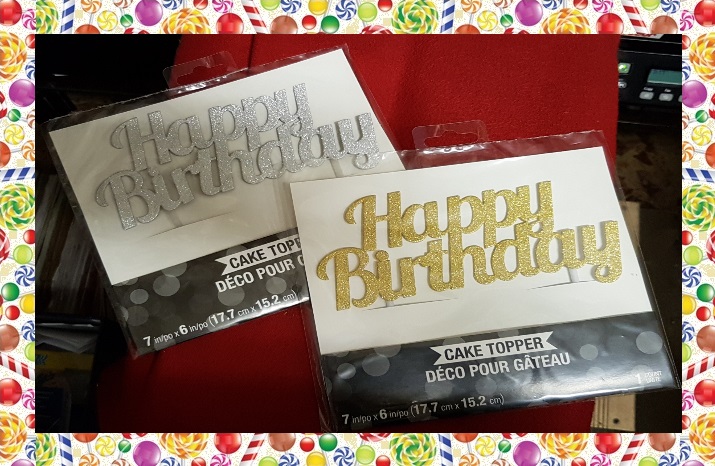 Happy
Birthday
CAKE TOPP
DÉCO POUR G
7 in/po x 6 in/po (17.7 cm x 15.2 cm)
Happy
Birthday
CAKE TOPPER
DÉCO POUR GÂTEAU
7 in/po x 6 in/po (17.7 cm x 15.2 cm)
1